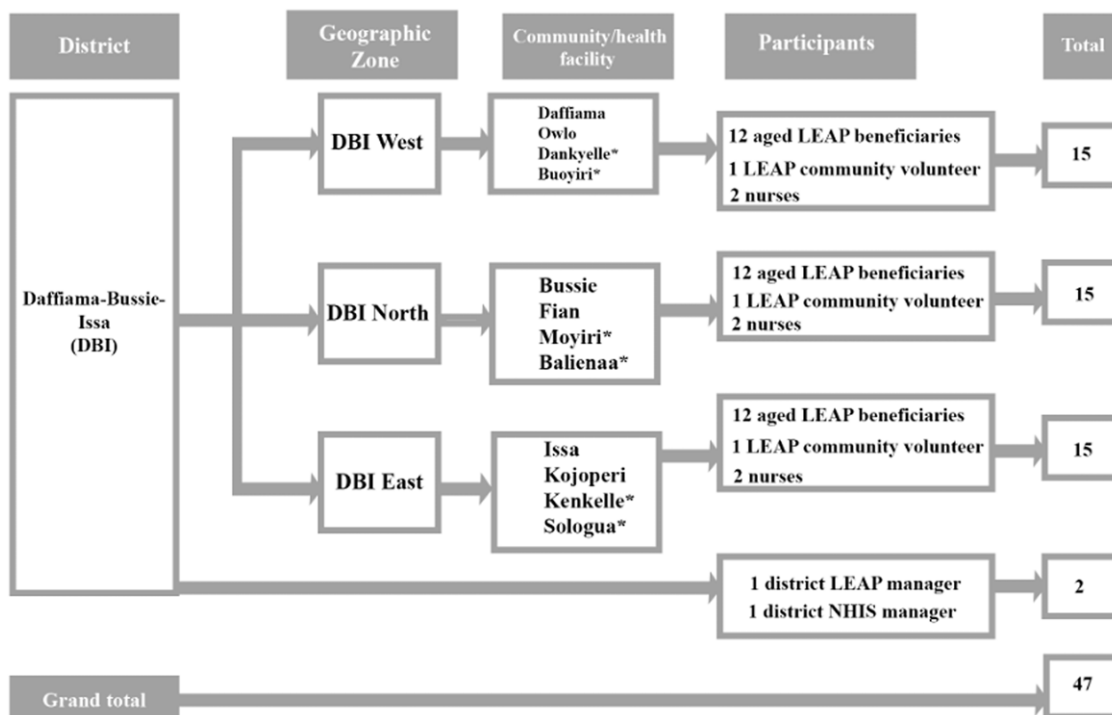 District
Geographic
Zone
Community/health
facility
Participants
Total
Daffiama-Bussie-
Issa
(DBI)
DBI West
Daffiama
Owlo
Dankyelle*
Buoyiri*
12 aged LEAP beneficiaries
1 LEAP community volunteer
2 nurses
15
DBI North
Bussie
Fian
Moyiri*
Balienaa*
12 aged LEAP beneficiaries
1 LEAP community volunteer
2 nurses
15
DBI East
Issa
Kojoperi
Kenkelle*
Sologua*
12 aged LEAP beneficiaries
1 LEAP community volunteer
2 nurses
15
1 district LEAP manager
1 district NHIS manager
2
Grand total
47